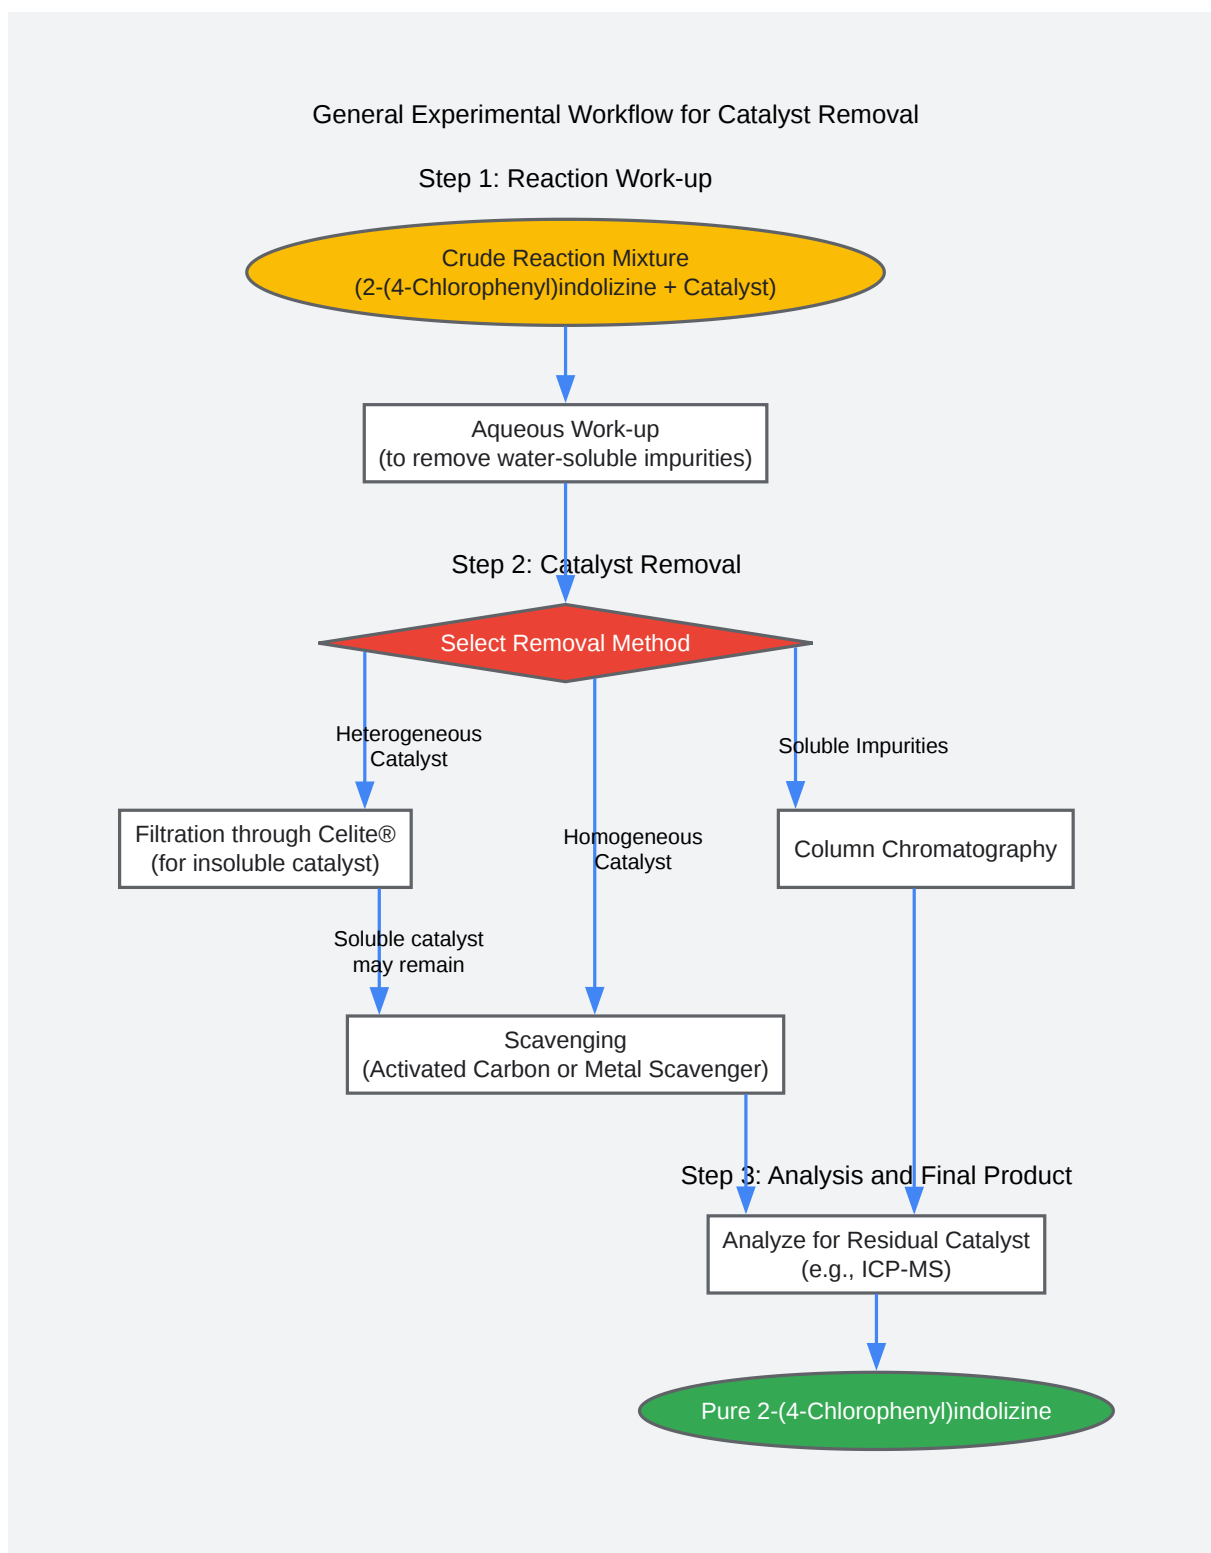 General Experimental Workflow for Catalyst Removal
Step 1: Reaction Work-up
Crude Reaction Mixture
(2-(4-Chlorophenyl)indolizine + Catalyst)
Aqueous Work-up
(to remove water-soluble impurities)
Step 2: Catalyst Removal
Select Removal Method
Heterogeneous
Catalyst
Soluble Impurities
Filtration through Celite®
(for insoluble catalyst)
Homogeneous
Catalyst
Column Chromatography
Soluble catalyst
may remain
Scavenging
(Activated Carbon or Metal Scavenger)
Step 3: Analysis and Final Product
Analyze for Residual Catalyst
(e.g., ICP-MS)
Pure 2-(4-Chlorophenyl)indolizine